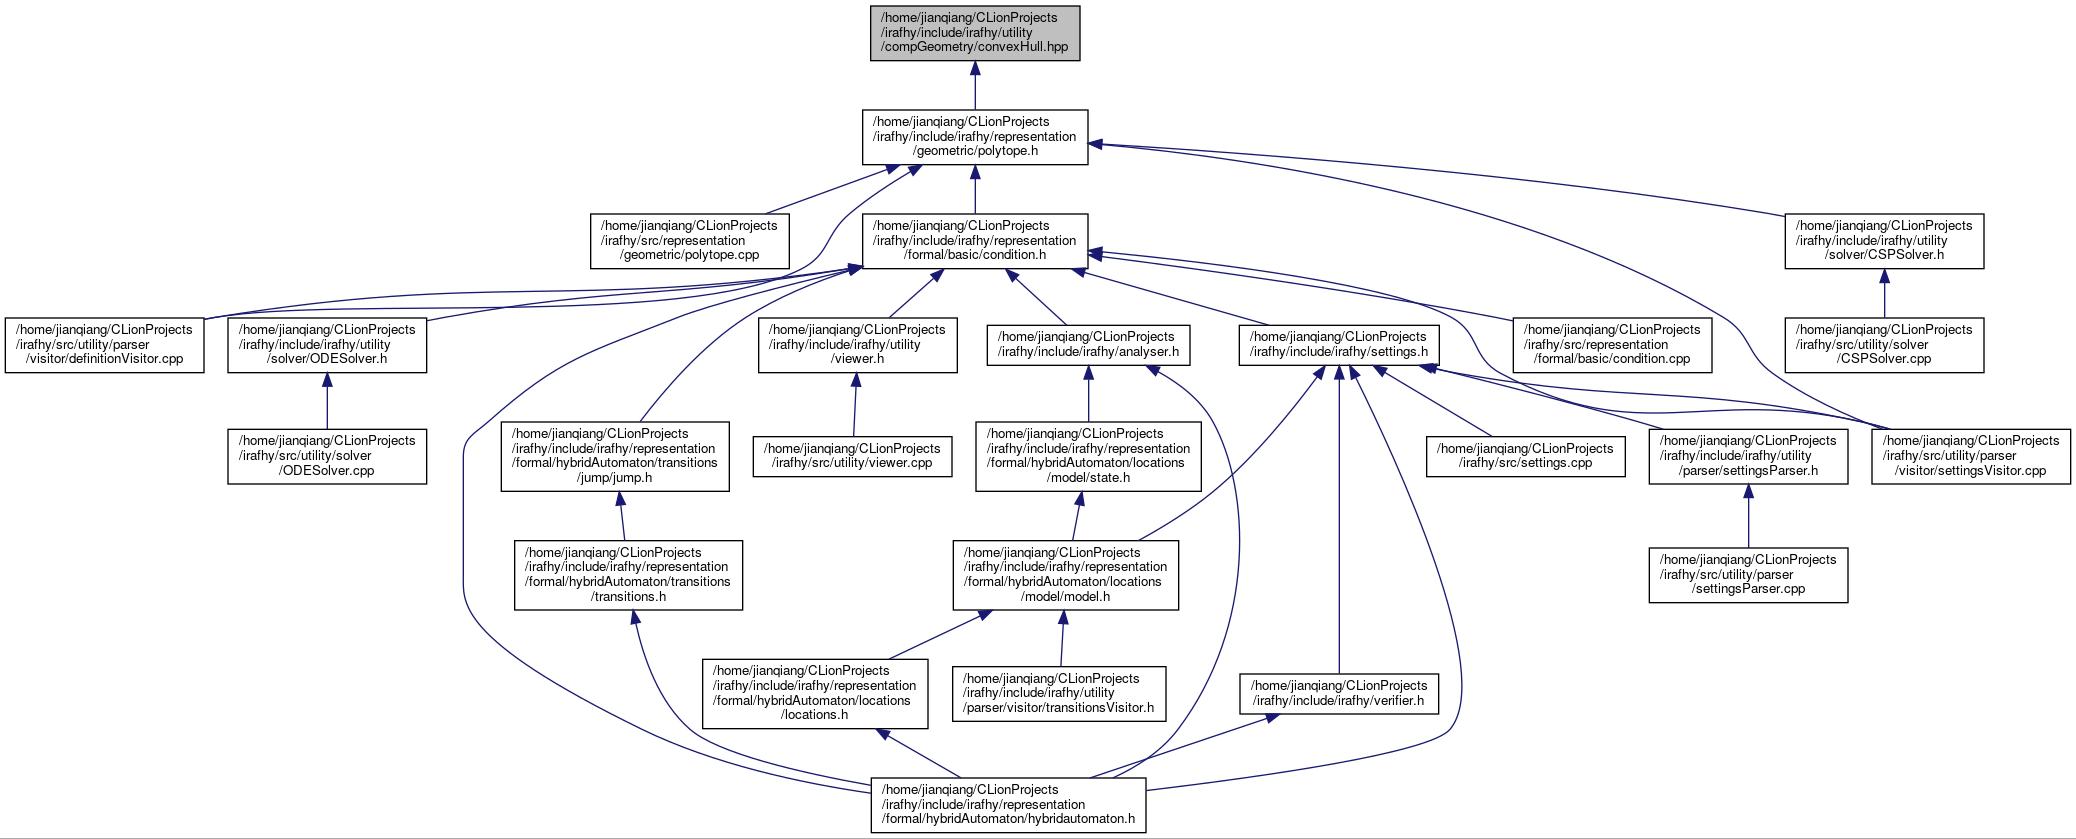 /home/jianqiang/CLionProjects
/irafhy/include/irafhy/utility
/compGeometry/convexHull.hpp
/home/jianqiang/CLionProjects
/irafhy/include/irafhy/representation
/geometric/polytope.h
/home/jianqiang/CLionProjects
/irafhy/src/representation
/geometric/polytope.cpp
/home/jianqiang/CLionProjects
/irafhy/include/irafhy/representation
/formal/basic/condition.h
/home/jianqiang/CLionProjects
/irafhy/include/irafhy/utility
/solver/CSPSolver.h
/home/jianqiang/CLionProjects
/irafhy/src/utility/parser
/visitor/definitionVisitor.cpp
/home/jianqiang/CLionProjects
/irafhy/include/irafhy/utility
/solver/ODESolver.h
/home/jianqiang/CLionProjects
/irafhy/include/irafhy/utility
/viewer.h
/home/jianqiang/CLionProjects
/irafhy/include/irafhy/analyser.h
/home/jianqiang/CLionProjects
/irafhy/include/irafhy/settings.h
/home/jianqiang/CLionProjects
/irafhy/src/representation
/formal/basic/condition.cpp
/home/jianqiang/CLionProjects
/irafhy/src/utility/solver
/CSPSolver.cpp
/home/jianqiang/CLionProjects
/irafhy/src/utility/solver
/ODESolver.cpp
/home/jianqiang/CLionProjects
/irafhy/include/irafhy/representation
/formal/hybridAutomaton/transitions
/jump/jump.h
/home/jianqiang/CLionProjects
/irafhy/src/utility/viewer.cpp
/home/jianqiang/CLionProjects
/irafhy/include/irafhy/representation
/formal/hybridAutomaton/locations
/model/state.h
/home/jianqiang/CLionProjects
/irafhy/src/settings.cpp
/home/jianqiang/CLionProjects
/irafhy/include/irafhy/utility
/parser/settingsParser.h
/home/jianqiang/CLionProjects
/irafhy/src/utility/parser
/visitor/settingsVisitor.cpp
/home/jianqiang/CLionProjects
/irafhy/include/irafhy/representation
/formal/hybridAutomaton/transitions
/transitions.h
/home/jianqiang/CLionProjects
/irafhy/include/irafhy/representation
/formal/hybridAutomaton/locations
/model/model.h
/home/jianqiang/CLionProjects
/irafhy/src/utility/parser
/settingsParser.cpp
/home/jianqiang/CLionProjects
/irafhy/include/irafhy/representation
/formal/hybridAutomaton/locations
/locations.h
/home/jianqiang/CLionProjects
/irafhy/include/irafhy/utility
/parser/visitor/transitionsVisitor.h
/home/jianqiang/CLionProjects
/irafhy/include/irafhy/verifier.h
/home/jianqiang/CLionProjects
/irafhy/include/irafhy/representation
/formal/hybridAutomaton/hybridautomaton.h